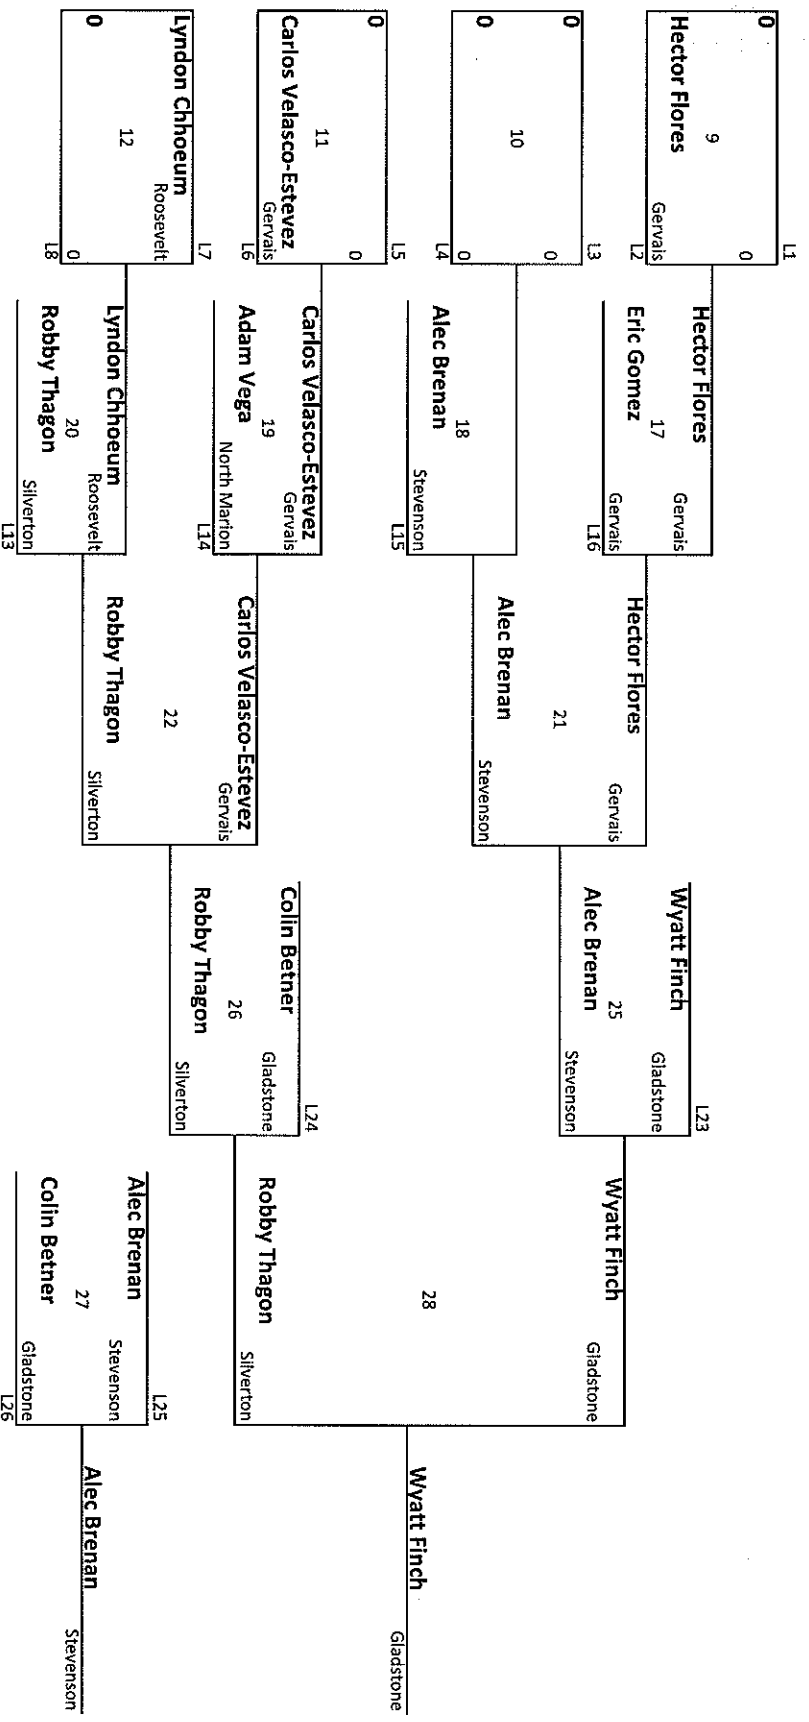 0
L1
0
9
Hector Flores
Gervais
L2
0
L3
0
10
0
0
L4
0
L5
0
11
Carlos Velasco-Estevez
Gervais
L6
Lyndon Chhoeum
L7
Roosevelt
12
0
0
L8
Hector Flores
Gervais
17
Eric Gomez
Gervais
L16
18
Alec Brenan
Stevenson
L15
Carlos Velasco-Estevez
Gervais
19
Adam Vega
North Marion
L14
Lyndon Chhoeum
Roosevelt
20
Robby Thagon
Silverton
L13
Hector Flores
Gervais
21
Alec Brenan
Stevenson
Carlos Velasco-Estevez
Gervais
22
Robby Thagon
Silverton
Wyatt Finch
L23
Gladstone
25
Alec Brenan
Stevenson
Colin Betner
L24
Gladstone
26
Robby Thagon
Silverton
Wyatt Finch
Gladstone
28
Robby Thagon
Silverton
Alec Brenan
L25
Stevenson
27
Colin Betner
Gladstone
L26
Wyatt Finch
Gladstone
Alec Brenan
Stevenson